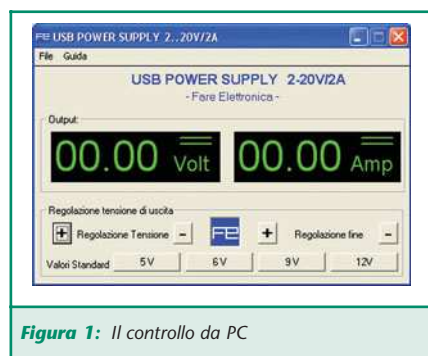 FE USB POWER SUPPLY 2..20V/2A
File Guida
USB POWER SUPPLY 2-20V/2A
- Fare Elettronica -
Output:
00.00 Volt 00.00 Amp
Regolazione tensione di uscita
+ Regolazione Tensione - FE + Regolazione fine -
Valori Standard 5V 6V 9V 12V
Figura 1: Il controllo da PC